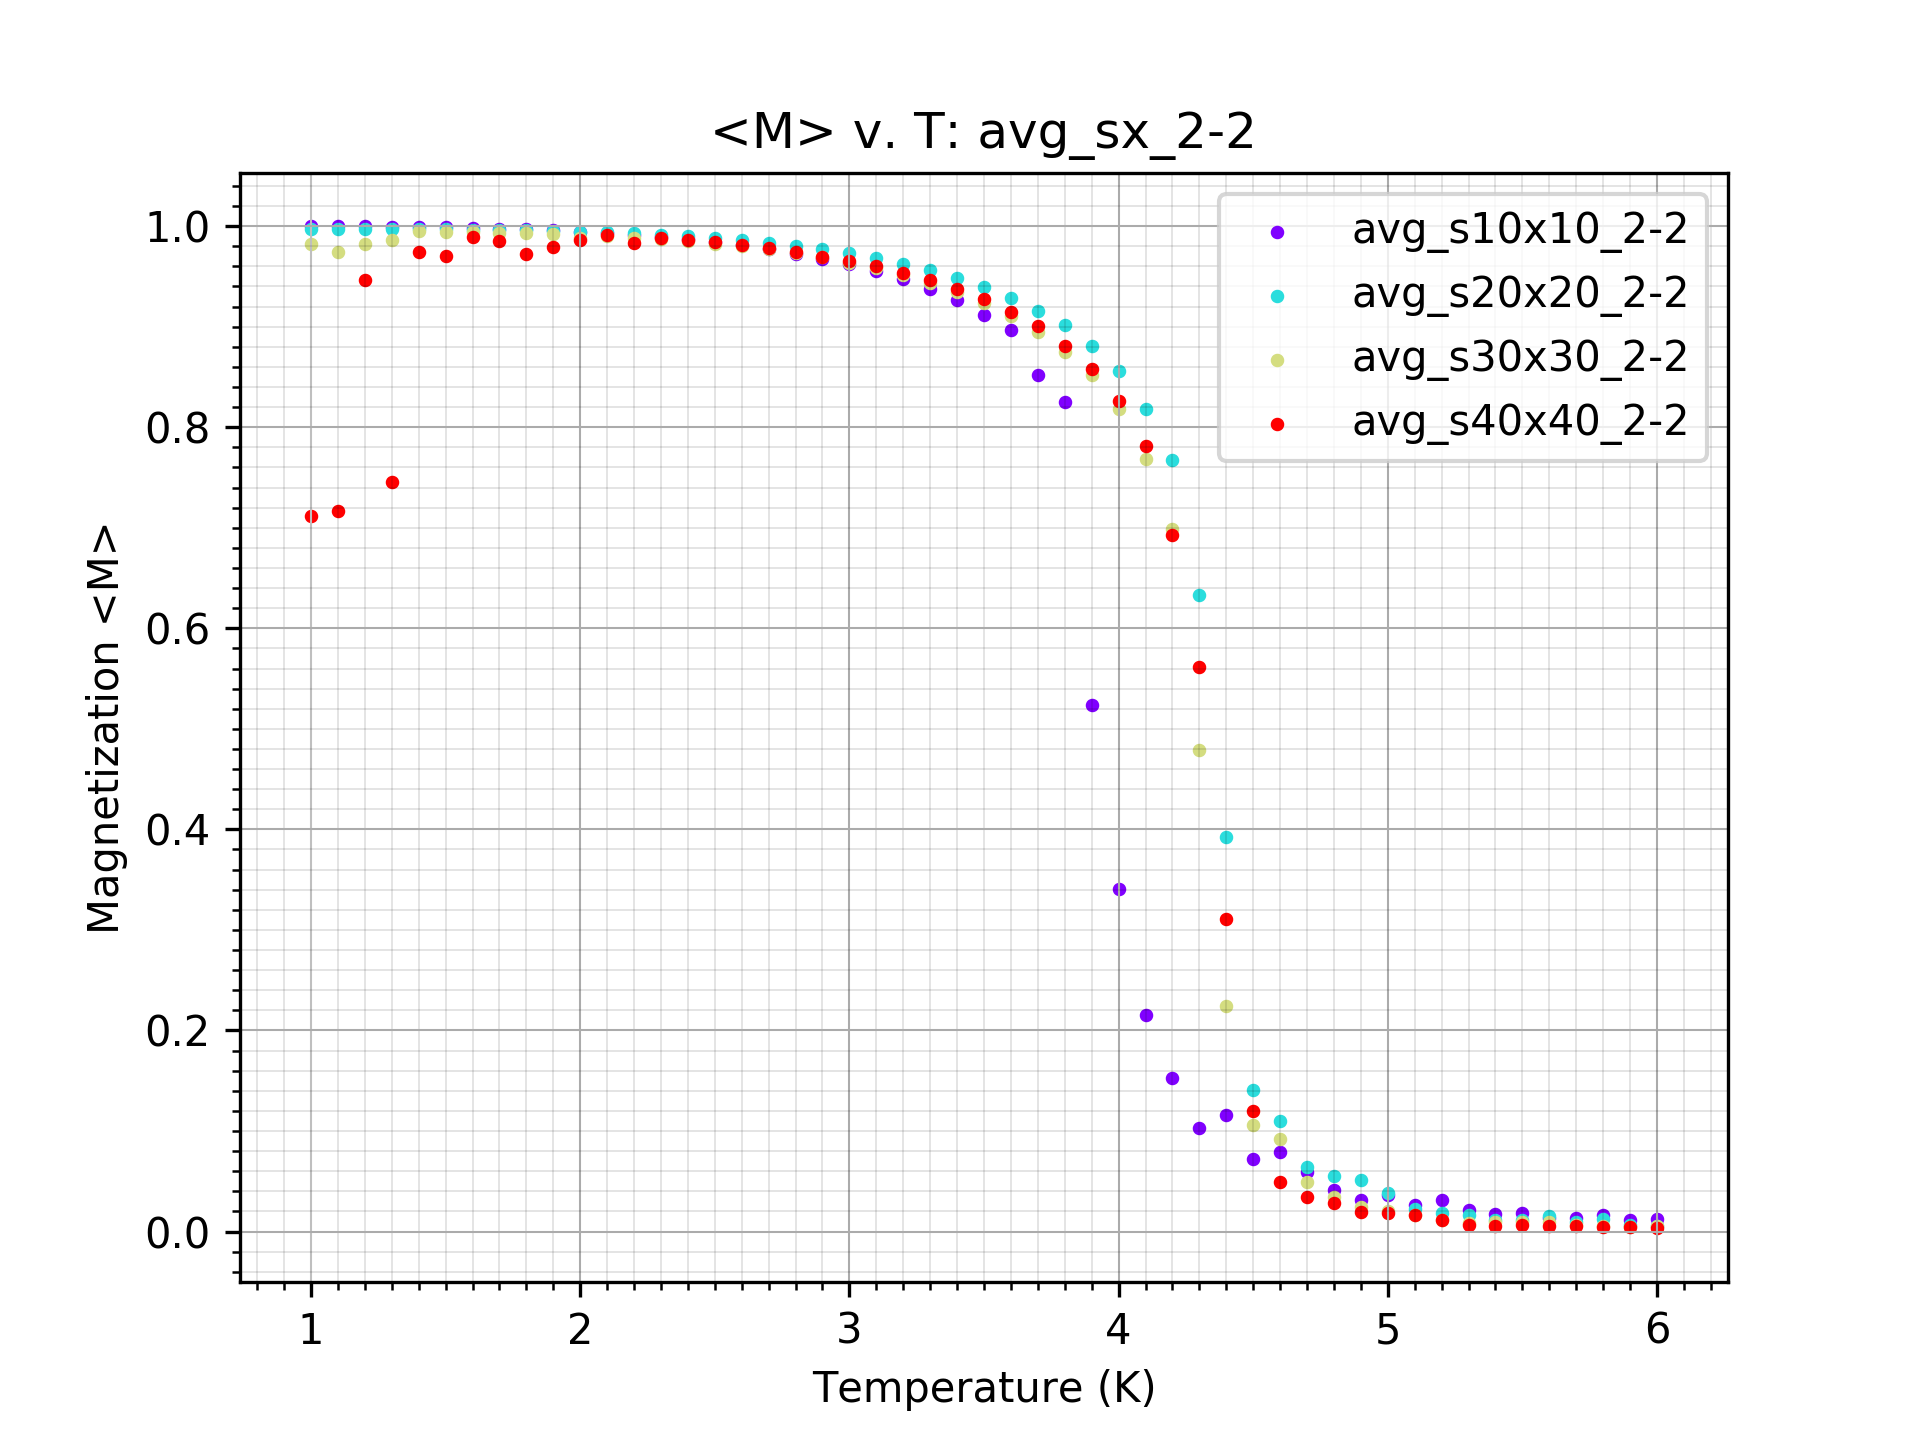 <M> v. T: avg_sx_2-2
avg_s10x10_2-2
avg_s20x20_2-2
avg_s30x30_2-2
avg_s40x40_2-2
Magnetization <M>
1.0
0.8
0.6
0.4
0.2
0.0
1 2 3 4 5 6
Temperature (K)